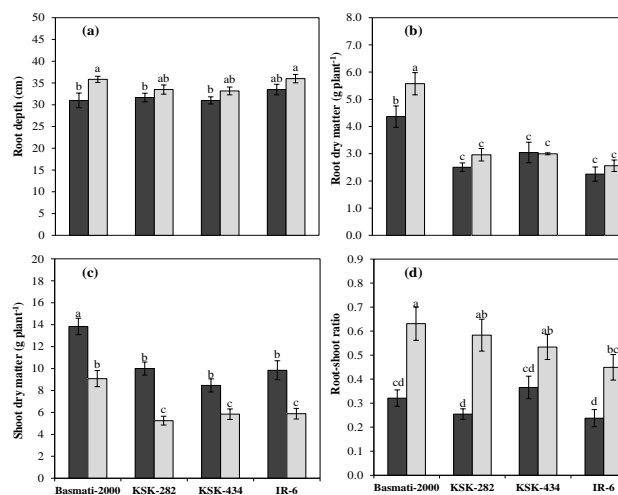 (a)
Root depth (cm)
50
45
40
35
30
25
20
15
10
5
0
b a b ab b ab ab a
(b)
Root dry matter (g plant-1)
8.0
7.0
6.0
5.0
4.0
3.0
2.0
1.0
0.0
b a c c c c c c
(c)
Shoot dry matter (g plant-1)
20
18
16
14
12
10
8
6
4
2
0
a b b c b c b c
Basmati-2000 KSK-282 KSK-434 IR-6
(d)
Root-shoot ratio
0.9
0.8
0.7
0.6
0.5
0.4
0.3
0.2
0.1
0.0
cd a d ab cd ab d bc
Basmati-2000 KSK-282 KSK-434 IR-6